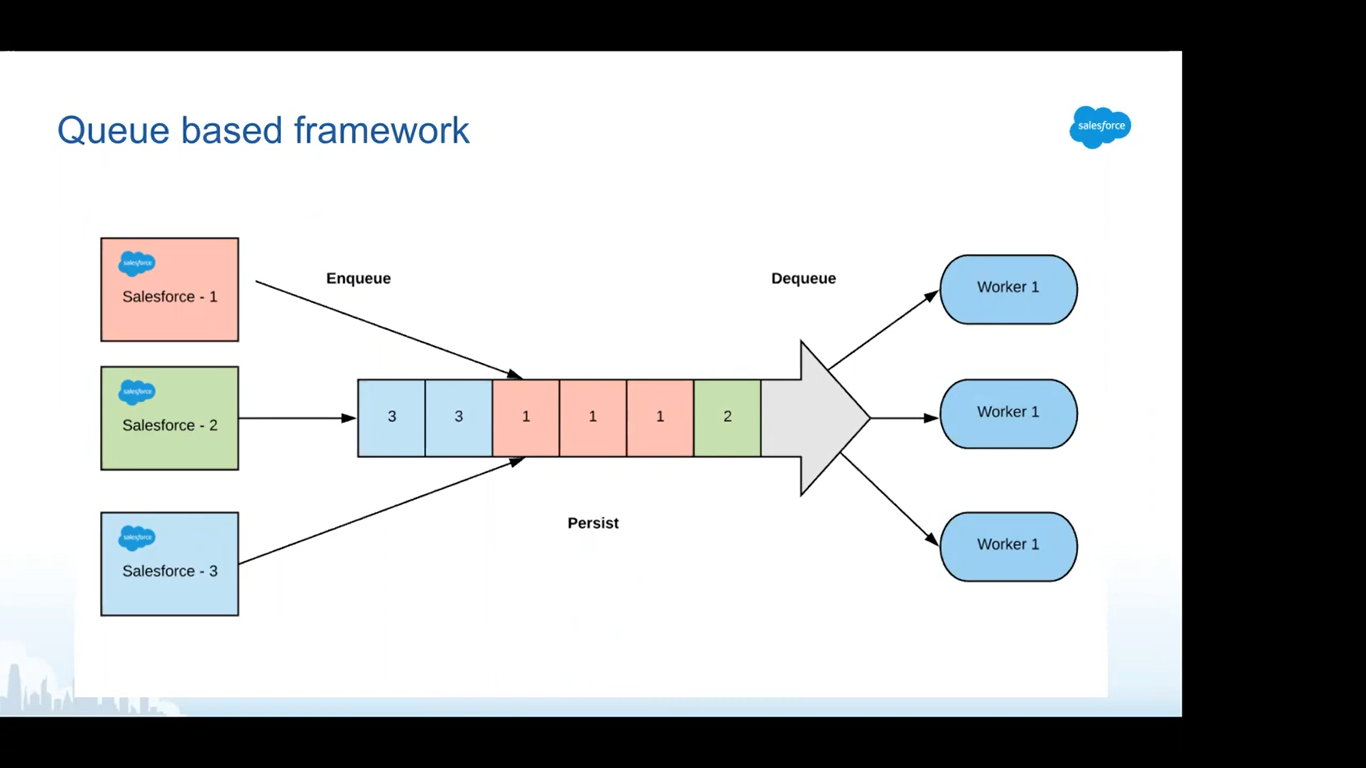 Queue based framework
salesforce
salesforce
Salesforce - 1
Enqueue
Dequeue
Worker 1
salesforce
Salesforce - 2
3 3 1 1 1 2
Worker 1
Persist
salesforce
Salesforce - 3
Worker 1